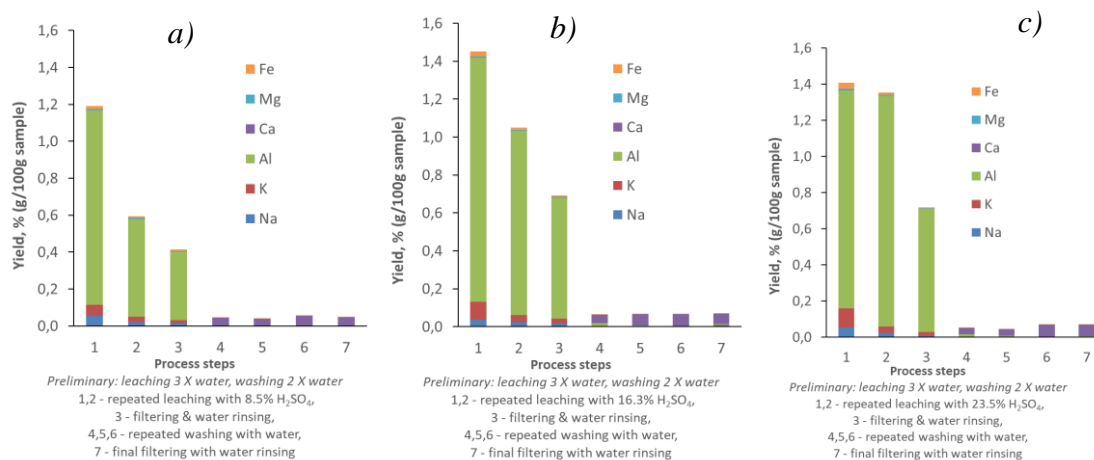 a)
1,6
1,4
1,2
1,0
0,8
0,6
0,4
0,2
0,0
Yield, % (g/100g sample)
Fe
Mg
Ca
Al
K
Na
1 2 3 4 5 6 7
Process steps
Preliminary: leaching 3 X water, washing 2 X water
1,2 - repeated leaching with 8.5% H₂SO₄,
3 - filtering & water rinsing,
4,5,6 - repeated washing with water,
7 - final filtering with water rinsing
b)
1,6
1,4
1,2
1,0
0,8
0,6
0,4
0,2
0,0
Yield, % (g/100g sample)
Fe
Mg
Ca
Al
K
Na
1 2 3 4 5 6 7
Process steps
Preliminary: leaching 3 X water, washing 2 X water
1,2 - repeated leaching with 16.3% H₂SO₄,
3 - filtering & water rinsing,
4,5,6 - repeated washing with water,
7 - final filtering with water rinsing
c)
1,6
1,4
1,2
1,0
0,8
0,6
0,4
0,2
0,0
Yield, % (g/100g sample)
Fe
Mg
Ca
Al
K
Na
1 2 3 4 5 6 7
Process steps
Preliminary: leaching 3 X water, washing 2 X water
1,2 - repeated leaching with 23.5% H₂SO₄,
3 - filtering & water rinsing,
4,5,6 - repeated washing with water,
7 - final filtering with water rinsing